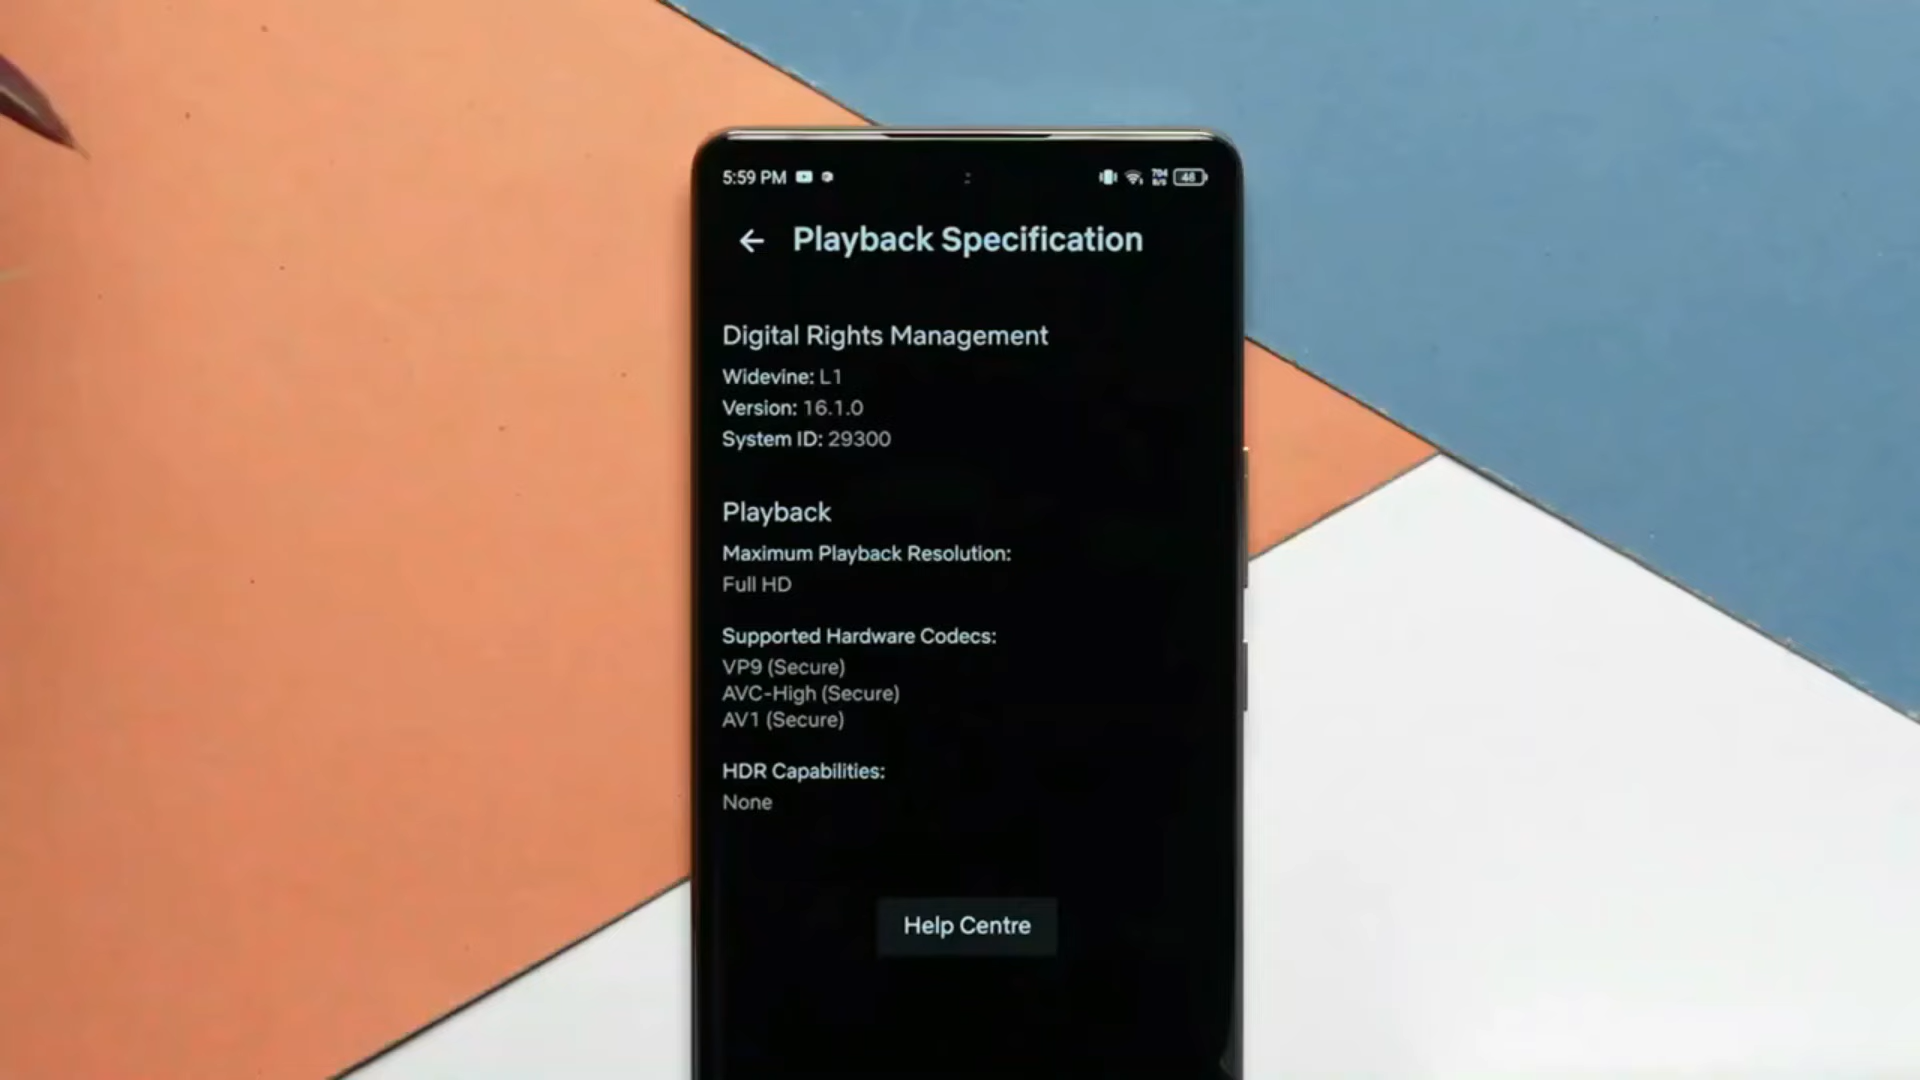 5:59 PM
48
Playback Specification
Digital Rights Management
Widevine: L1
Version: 16.1.0
System ID: 29300
Playback
Maximum Playback Resolution:
Full HD
Supported Hardware Codecs:
VP9 (Secure)
AVC-High (Secure)
AV1 (Secure)
HDR Capabilities:
None
Help Centre